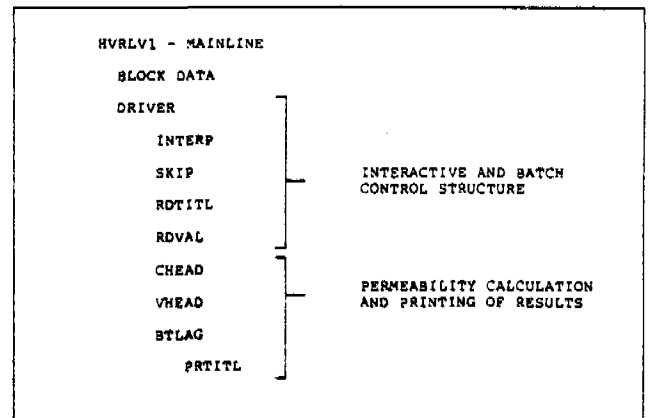 HVRLV1 - MAINLINE
BLOCK DATA
DRIVER
INTERP
SKIP
RDTITL
RDVAL
INTERACTIVE AND BATCH
CONTROL STRUCTURE
CHEAD
VHEAD
BTLAG
PRTITL
PERMEABILITY CALCULATION
AND PRINTING OF RESULTS